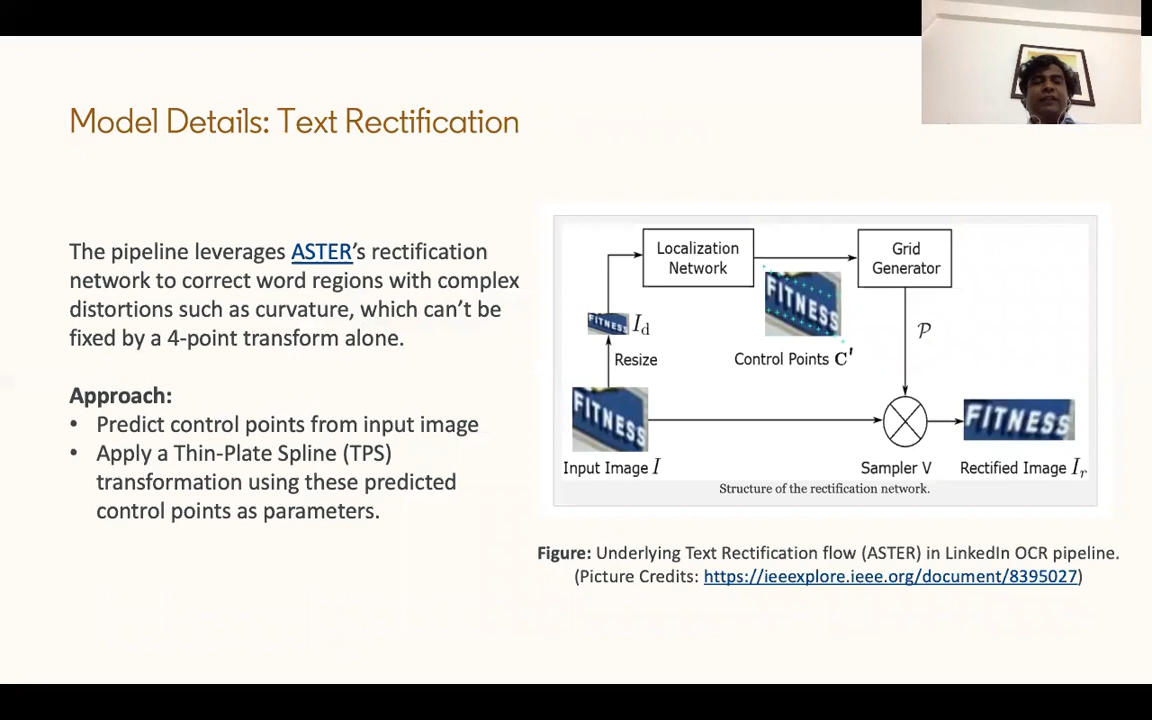 Model Details: Text Rectification
The pipeline leverages ASTER’s rectification
network to correct word regions with complex
distortions such as curvature, which can’t be
fixed by a 4-point transform alone.
Approach:
• Predict control points from input image
• Apply a Thin-Plate Spline (TPS)
transformation using these predicted
control points as parameters.
Localization
Network
Grid
Generator
FITNESS
FITNESS
I_d
Resize
Control Points C′
𝒫
FITNESS
FITNESS
Input Image I
Sampler V
Rectified Image I_r
Structure of the rectification network.
Figure: Underlying Text Rectification flow (ASTER) in LinkedIn OCR pipeline.
(Picture Credits: https://ieeexplore.ieee.org/document/8395027)